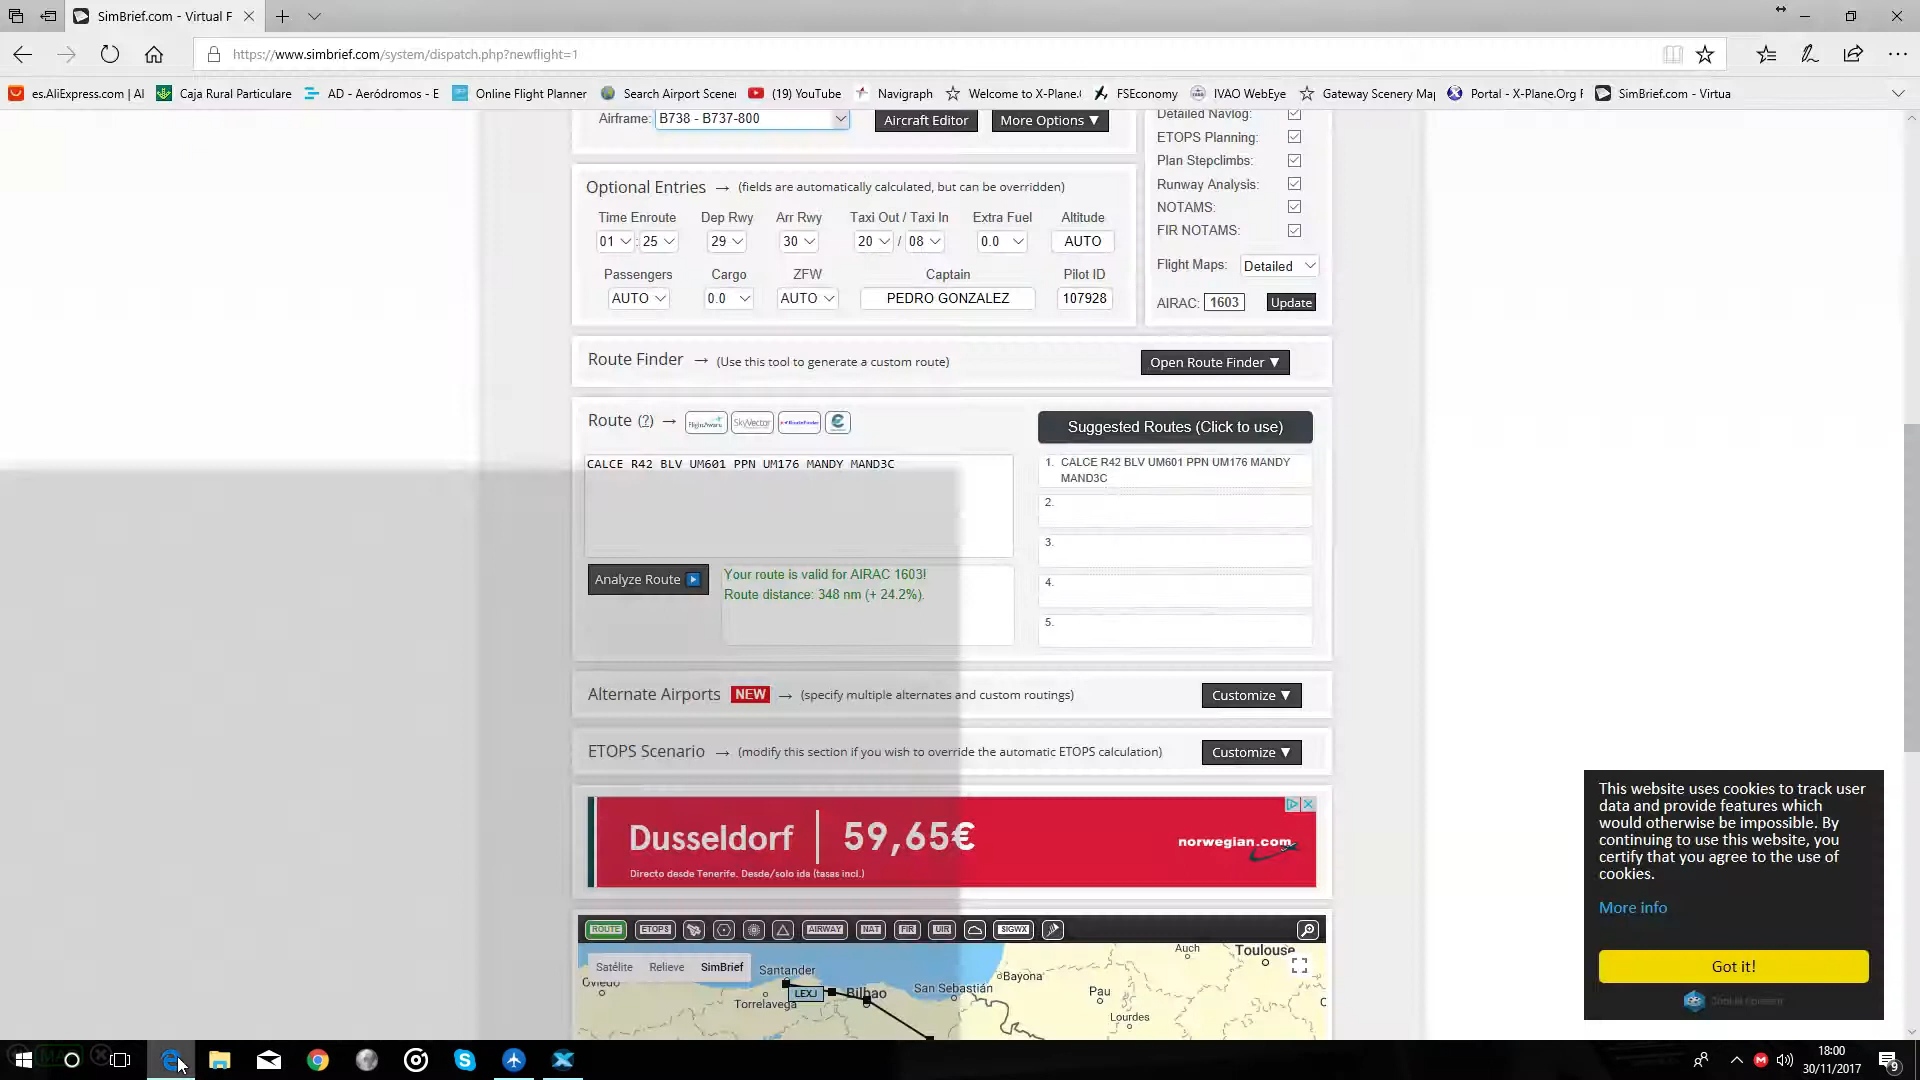 SimBrief.com - Virtual F
https://www.simbrief.com/system/dispatch.php?newflight=1
es.AliExpress.com | Al
Caja Rural Particulare
AD - Aeródromos - E
Online Flight Planner
Search Airport Scene
(19) YouTube
Navigraph
Welcome to X-Plane.
FSEconomy
IVAO WebEye
Gateway Scenery Ma
Portal - X-Plane.Org F
SimBrief.com - Virtua
Airframe: B738 - B737-800 Aircraft Editor More Options ▼
Detailed Navlog:
ETOPS Planning:
Plan Stepclimbs:
Runway Analysis:
NOTAMS:
FIR NOTAMS:
Flight Maps: Detailed
AIRAC: 1603 Update
Optional Entries → (fields are automatically calculated, but can be overridden)
Time Enroute Dep Rwy Arr Rwy Taxi Out / Taxi In Extra Fuel Altitude
01 : 25 29 30 20 / 08 0.0 AUTO
Passengers Cargo ZFW Captain Pilot ID
AUTO 0.0 AUTO PEDRO GONZALEZ 107928
Route Finder → (Use this tool to generate a custom route) Open Route Finder ▼
Route (?) → FlightAware SkyVector RouteFinder
CALCE R42 BLV UM601 PPN UM176 MANDY MAND3C
Suggested Routes (Click to use)
1. CALCE R42 BLV UM601 PPN UM176 MANDY
MAND3C
2.
3.
4.
5.
Analyze Route
Your route is valid for AIRAC 1603!
Route distance: 348 nm (+ 24.2%).
Alternate Airports NEW → (specify multiple alternates and custom routings) Customize ▼
ETOPS Scenario → (modify this section if you wish to override the automatic ETOPS calculation) Customize ▼
Dusseldorf | 59,65€
norwegian.com
Directo desde Tenerife. Desde/solo ida (tasas incl.)
ROUTE ETOPS AIRWAY NAT FIR UIR SIGWX
Satélite Relieve SimBrief
Oviedo
Santander
Torrelavega
LEXJ
Bilbao
San Sebastián
Bayona
Pau
Lourdes
Auch
Toulouse
This website uses cookies to track user
data and provide features which
would otherwise be impossible. By
continuing to use this website, you
certify that you agree to the use of
cookies.
More info
Got it!
18:00
30/11/2017
9